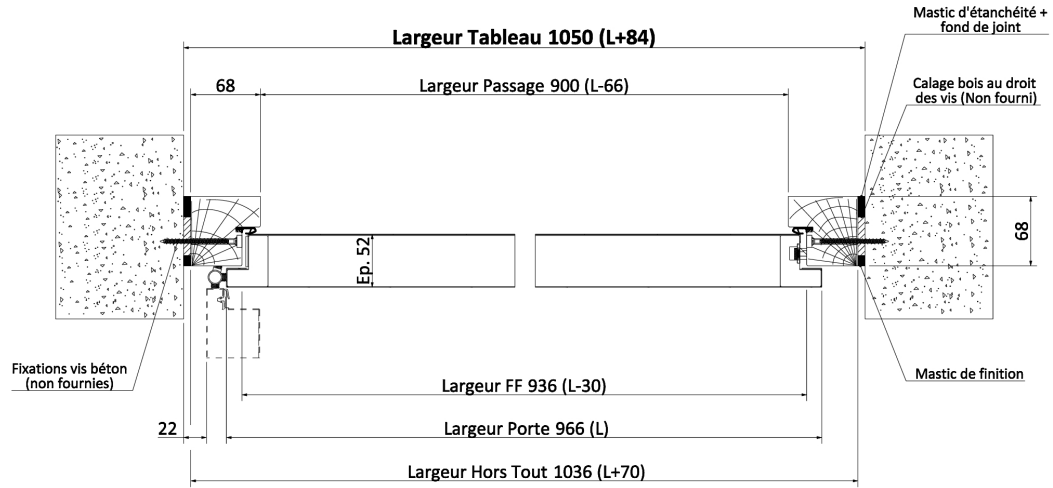 Mastic d'étanchéité +
fond de joint
Largeur Tableau 1050 (L+84)
68
Largeur Passage 900 (L-66)
Calage bois au droit
des vis (Non fourni)
68
Ep. 52
Fixations vis béton
(non fournies)
Mastic de finition
Largeur FF 936 (L-30)
22
Largeur Porte 966 (L)
Largeur Hors Tout 1036 (L+70)